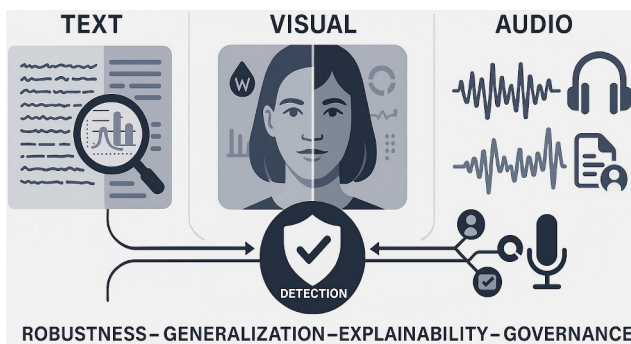 TEXT
VISUAL
AUDIO
W
DETECTION
ROBUSTNESS – GENERALIZATION – EXPLAINABILITY – GOVERNANCE